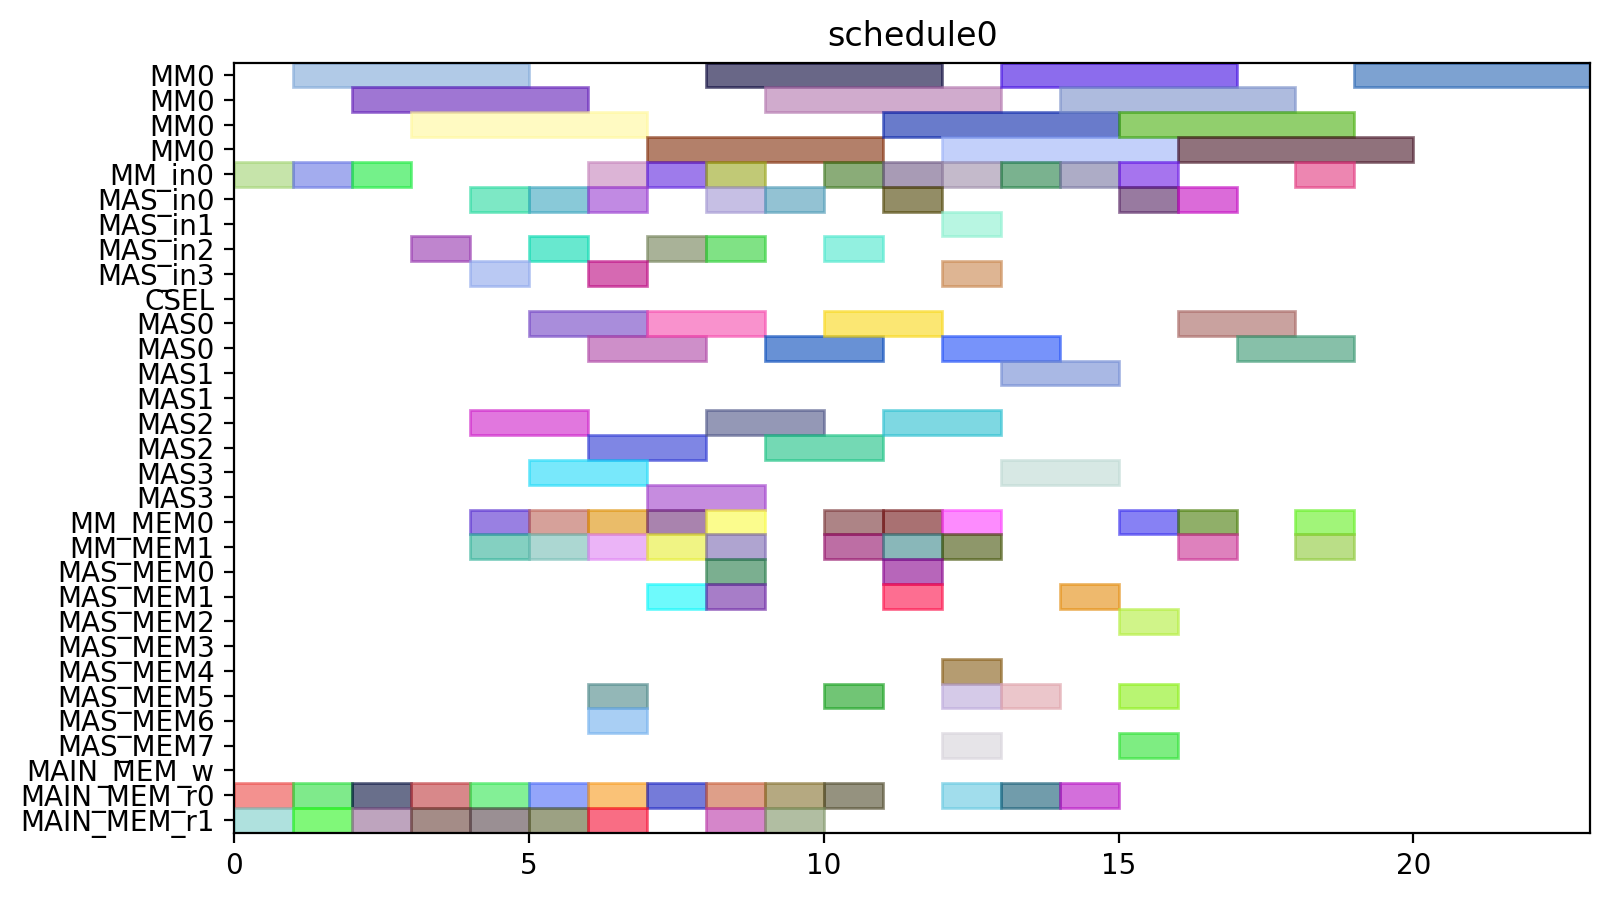 schedule0
MM0
MM0
MM0
MM0
MM_in0
MAS_in0
MAS_in1
MAS_in2
MAS_in3
CSEL
MAS0
MAS0
MAS1
MAS1
MAS2
MAS2
MAS3
MAS3
MM_MEM0
MM_MEM1
MAS_MEM0
MAS_MEM1
MAS_MEM2
MAS_MEM3
MAS_MEM4
MAS_MEM5
MAS_MEM6
MAS_MEM7
MAIN_MEM_w
MAIN_MEM_r0
MAIN_MEM_r1
0 5 10 15 20